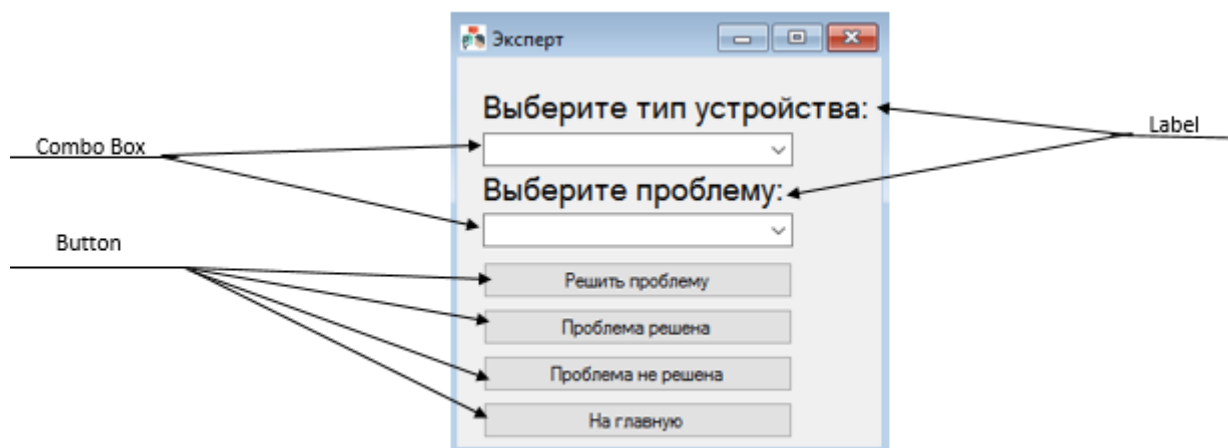 Эксперт
Выберите тип устройства:
Label
Combo Box
Выберите проблему:
Button
Решить проблему
Проблема решена
Проблема не решена
На главную